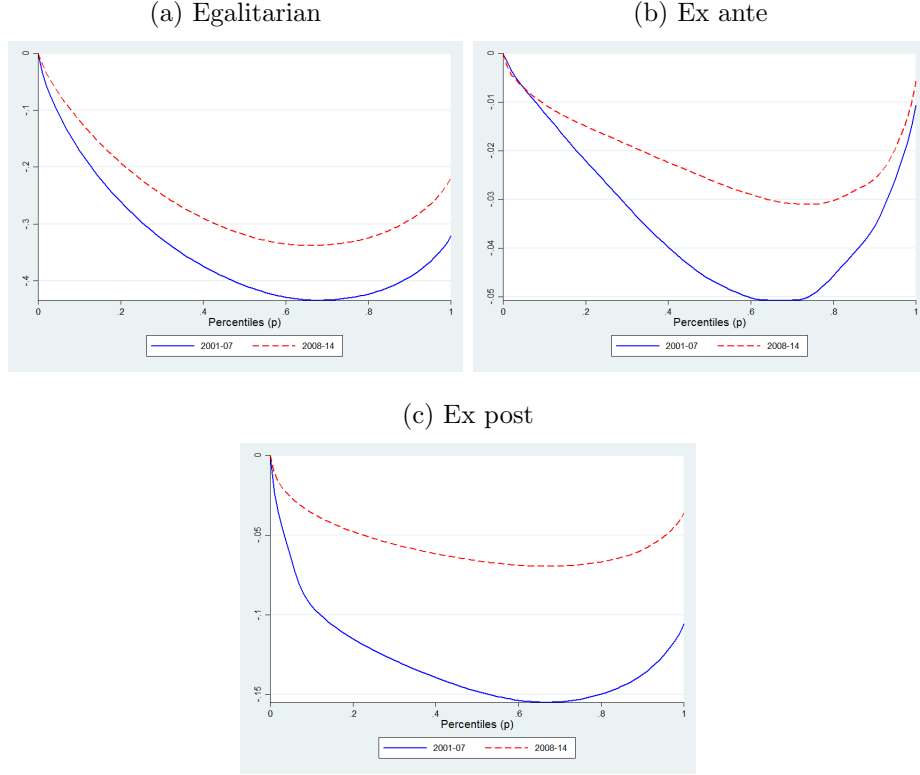 (a) Egalitarian
0
-.1
-.2
-.3
-.4
0 .2 .4 .6 .8 1
Percentiles (p)
2001-07 2008-14
(b) Ex ante
0
-.01
-.02
-.03
-.04
-.05
0 .2 .4 .6 .8 1
Percentiles (p)
2001-07 2008-14
(c) Ex post
0
-.05
-.1
-.15
0 .2 .4 .6 .8 1
Percentiles (p)
2001-07 2008-14